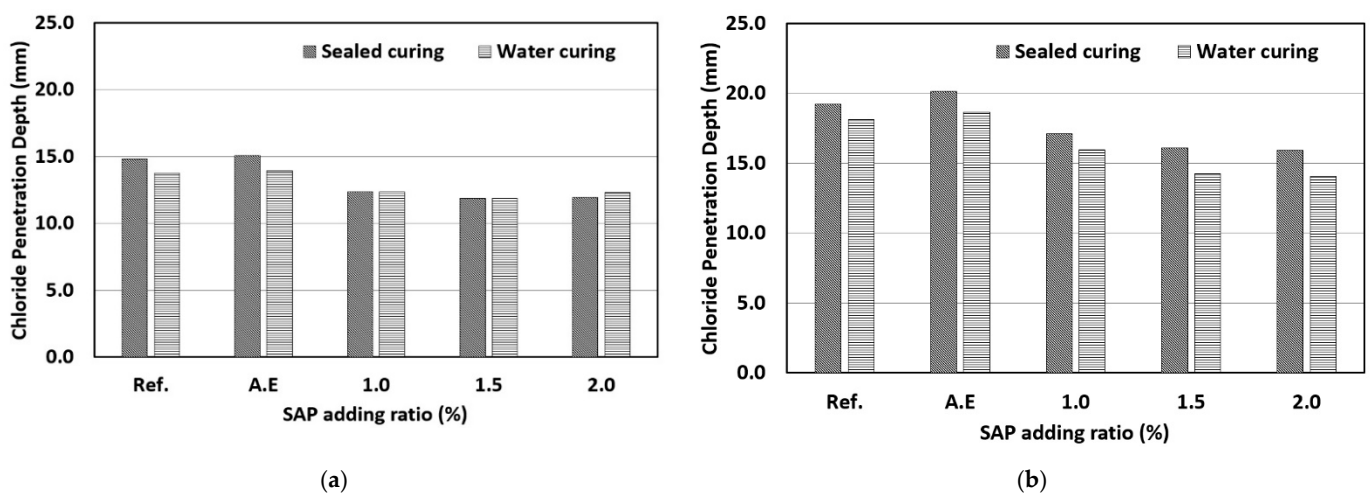 25.0
20.0
15.0
10.0
5.0
0.0
Chloride Penetration Depth (mm)
Sealed curing Water curing
Ref. A.E 1.0 1.5 2.0
SAP adding ratio (%)
(a)
25.0
20.0
15.0
10.0
5.0
0.0
Chloride Penetration Depth (mm)
Sealed curing Water curing
Ref. A.E 1.0 1.5 2.0
SAP adding ratio (%)
(b)